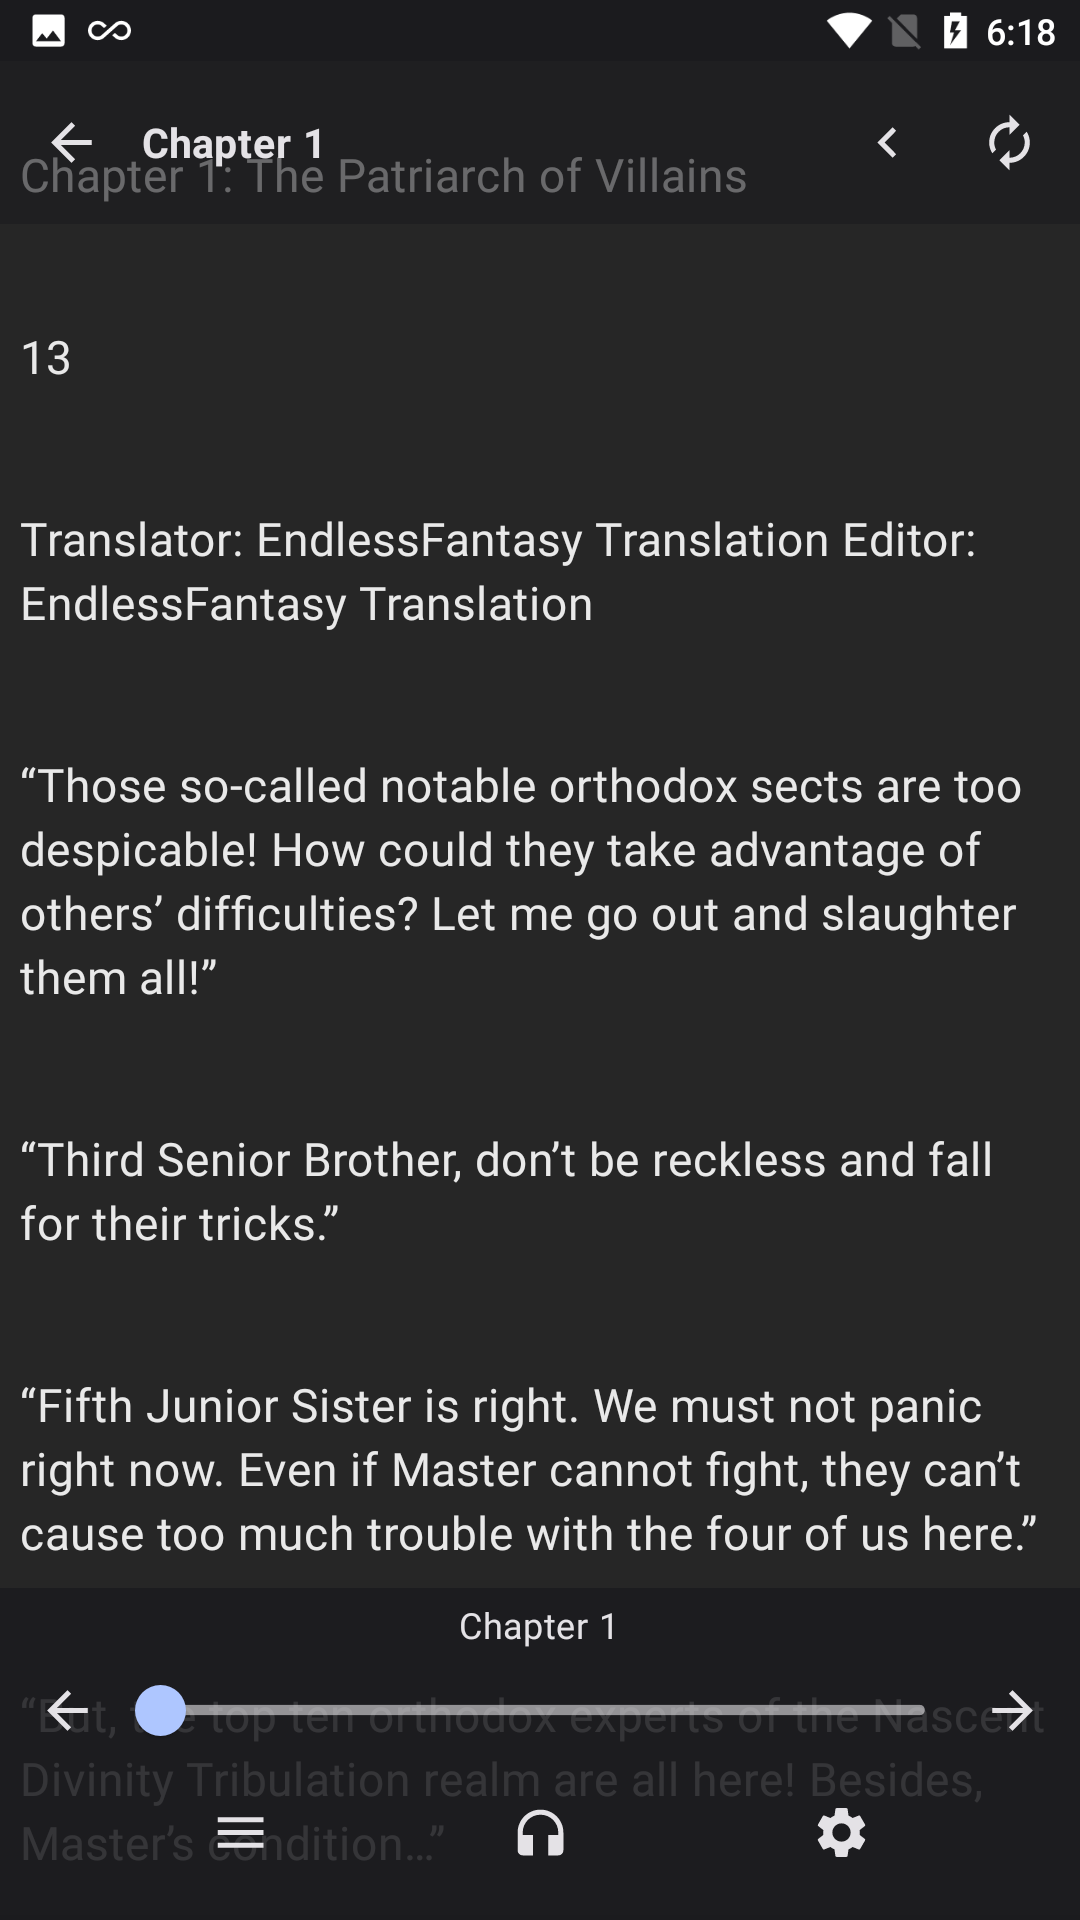 6:18
Chapter 1
Chapter 1: The Patriarch of Villains
13
Translator: EndlessFantasy Translation Editor:
EndlessFantasy Translation
“Those so-called notable orthodox sects are too
despicable! How could they take advantage of
others’ difficulties? Let me go out and slaughter
them all!”
“Third Senior Brother, don’t be reckless and fall
for their tricks.”
“Fifth Junior Sister is right. We must not panic
right now. Even if Master cannot fight, they can’t
cause too much trouble with the four of us here.”
Chapter 1
“But, the top ten orthodox experts of the Nascent
Divinity Tribulation realm are all here! Besides,
Master’s condition…”